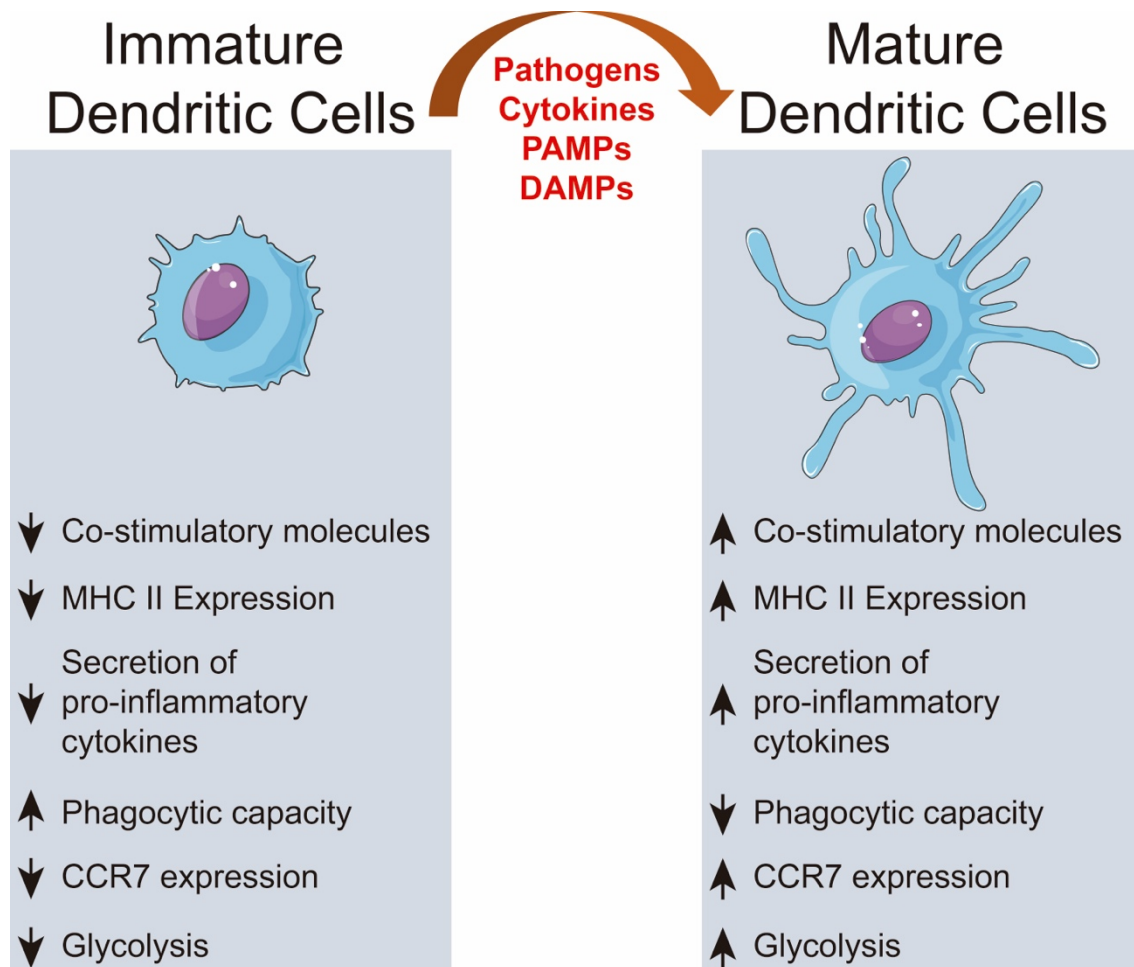 Immature
Dendritic Cells
Pathogens
Cytokines
PAMPs
DAMPs
Mature
Dendritic Cells
Co-stimulatory molecules
MHC II Expression
Secretion of
pro-inflammatory
cytokines
Phagocytic capacity
CCR7 expression
Glycolysis
Co-stimulatory molecules
MHC II Expression
Secretion of
pro-inflammatory
cytokines
Phagocytic capacity
CCR7 expression
Glycolysis